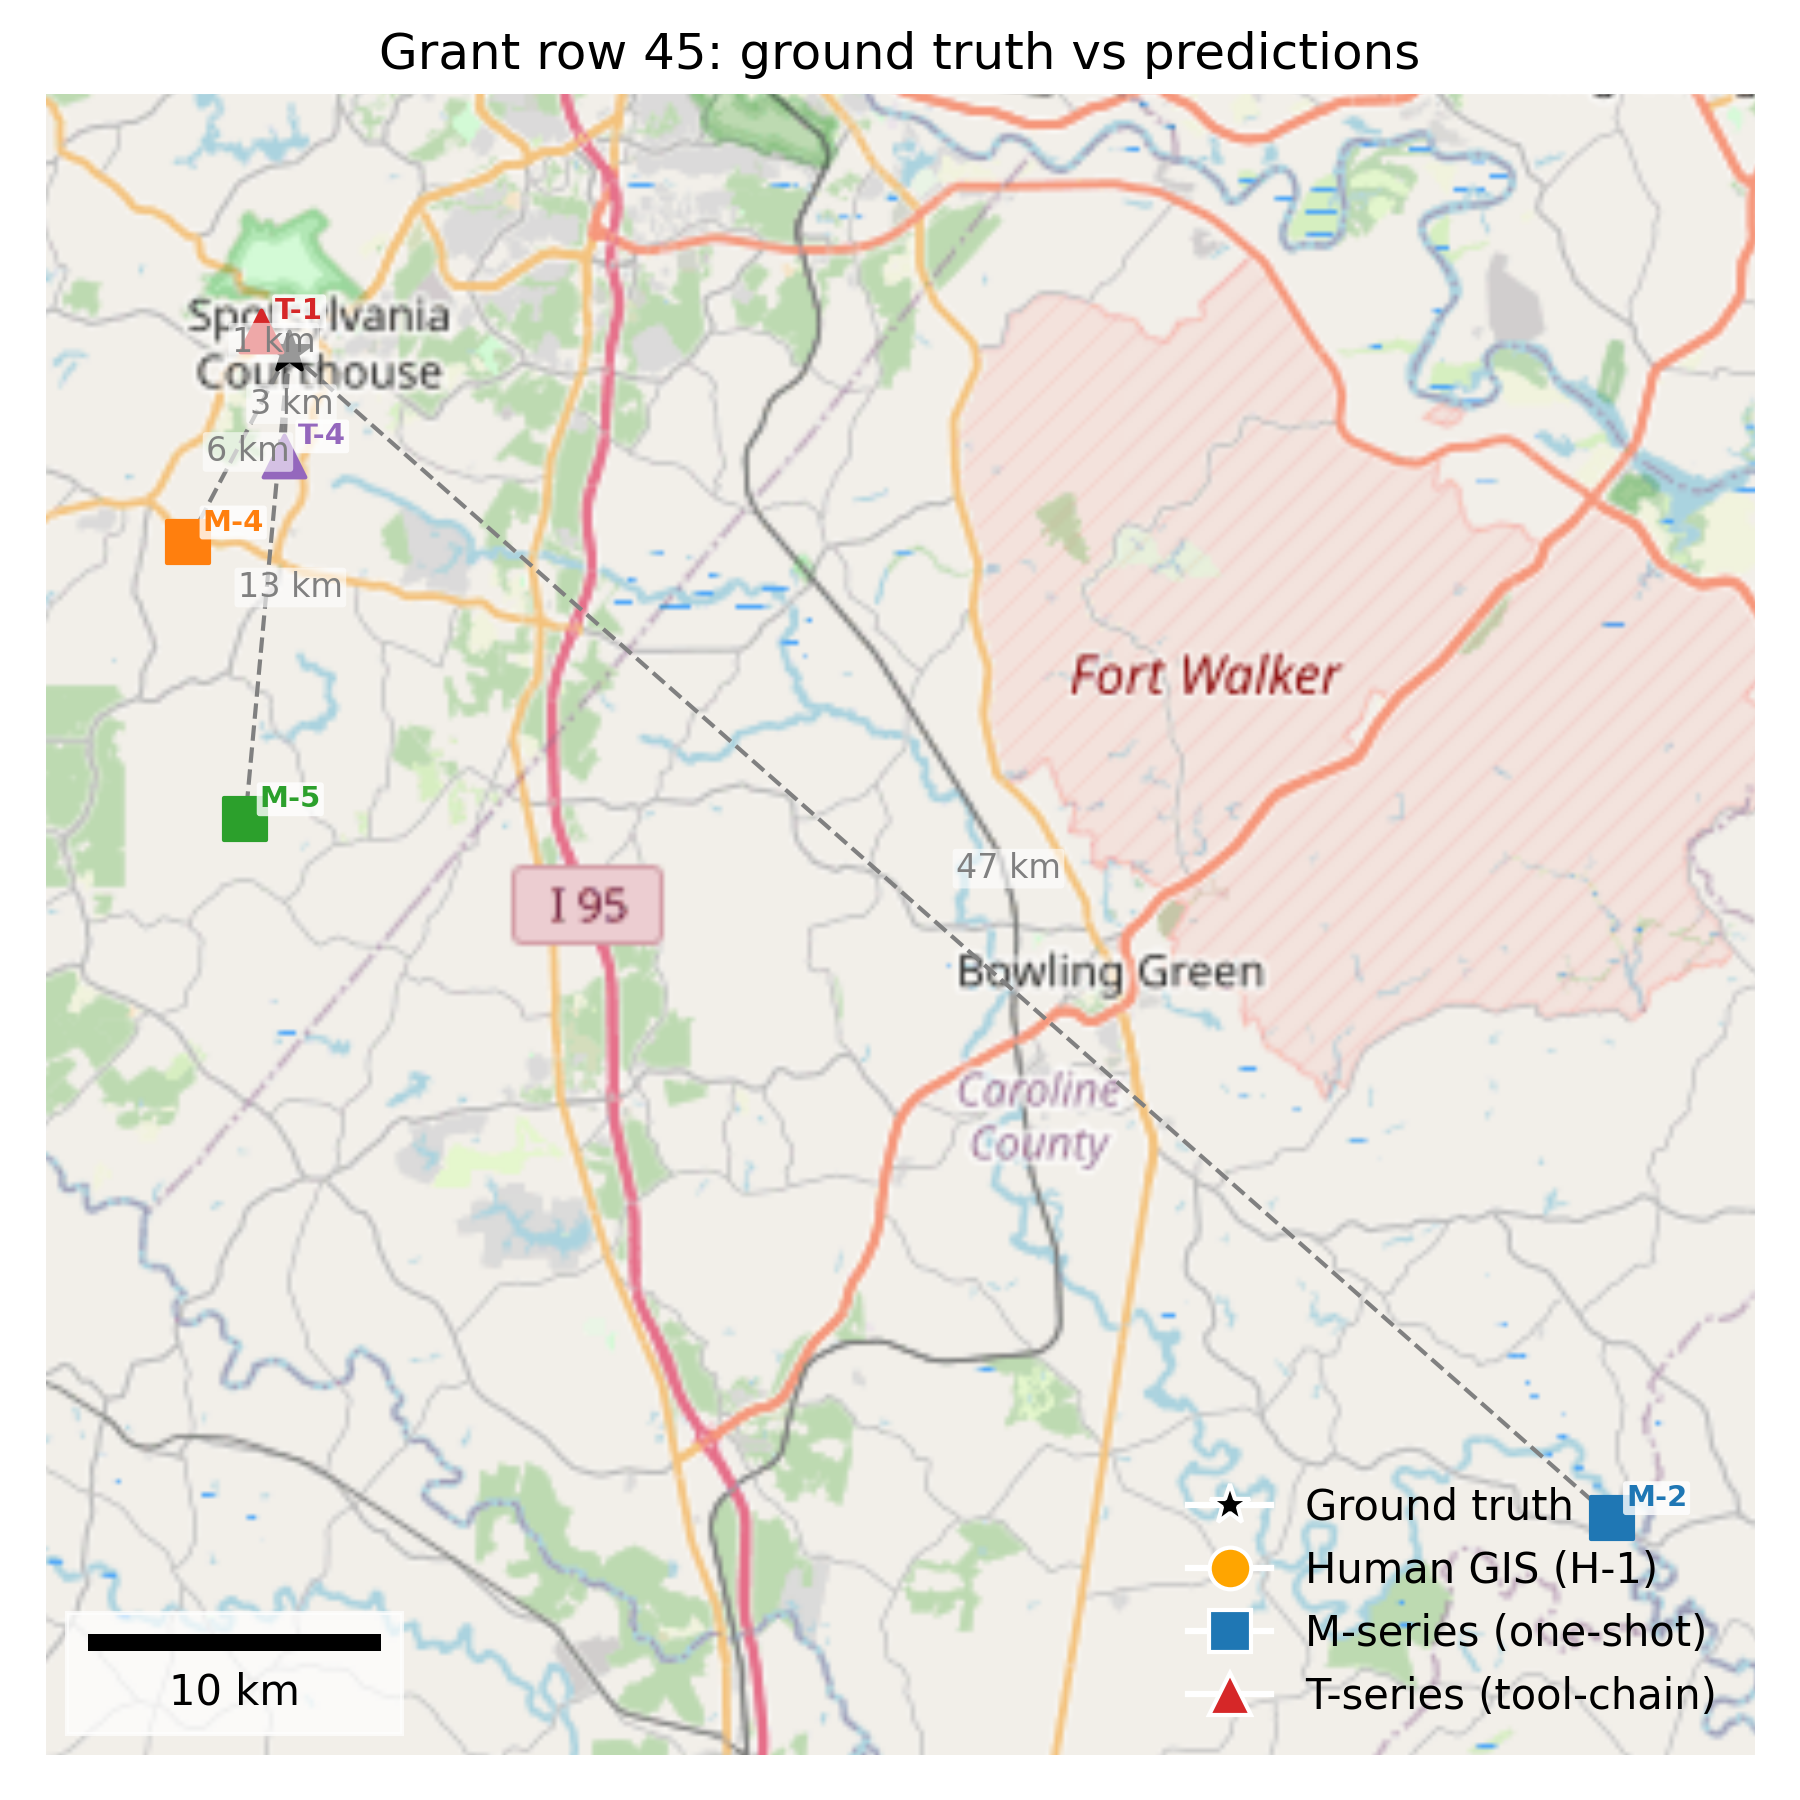 Grant row 45: ground truth vs predictions
T-1
1 km
Courthouse
3 km
T-4
6 km
M-4
13 km
Fort Walker
M-5
47 km
I 95
Bowling Green
Caroline
County
M-2
Ground truth
Human GIS (H-1)
M-series (one-shot)
T-series (tool-chain)
10 km